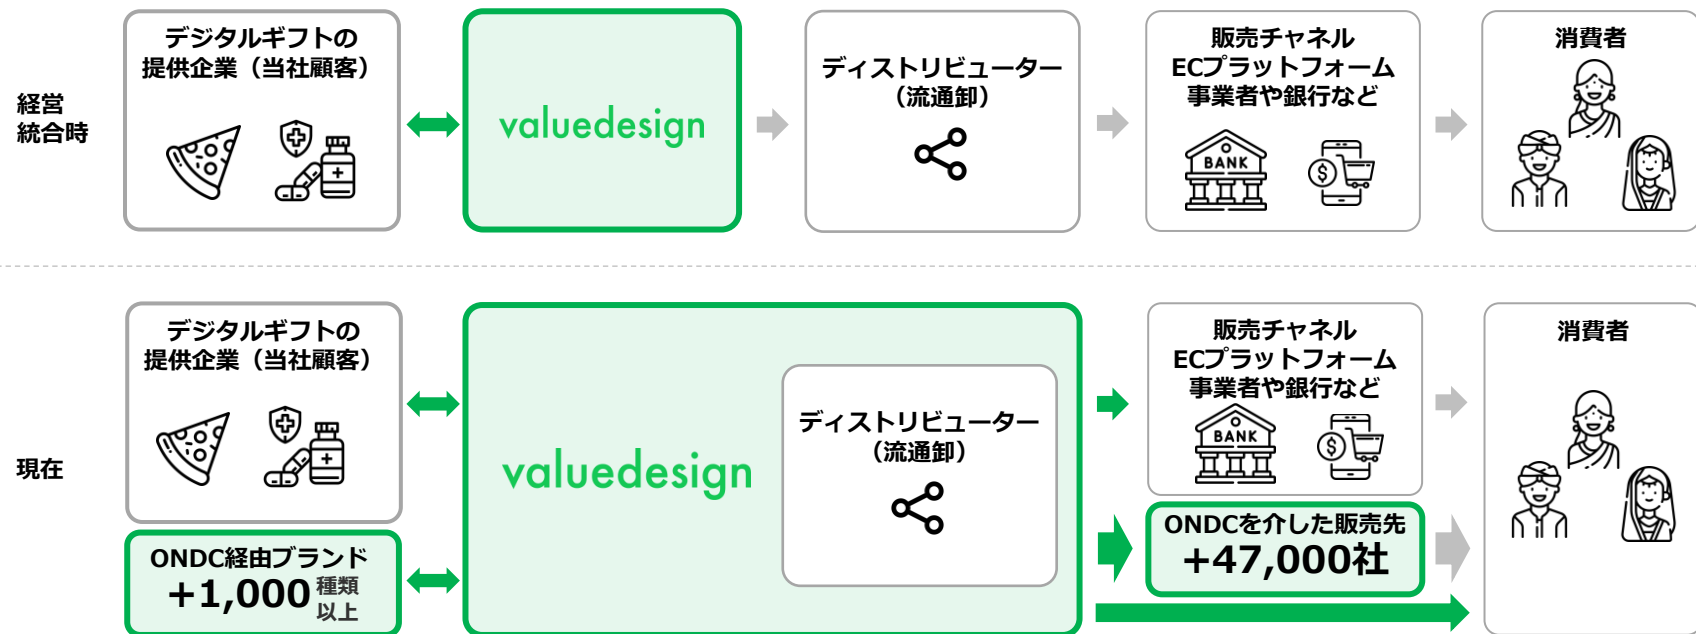 経営
統合時
デジタルギフトの
提供企業（当社顧客）
valuedesign
ディストリビューター
（流通卸）
販売チャネル
ECプラットフォーム
事業者や銀行など
BANK
$
消費者
現在
デジタルギフトの
提供企業（当社顧客）
ONDC経由ブランド
+1,000 種類
以上
valuedesign
ディストリビューター
（流通卸）
販売チャネル
ECプラットフォーム
事業者や銀行など
BANK
$
ONDCを介した販売先
+47,000社
消費者